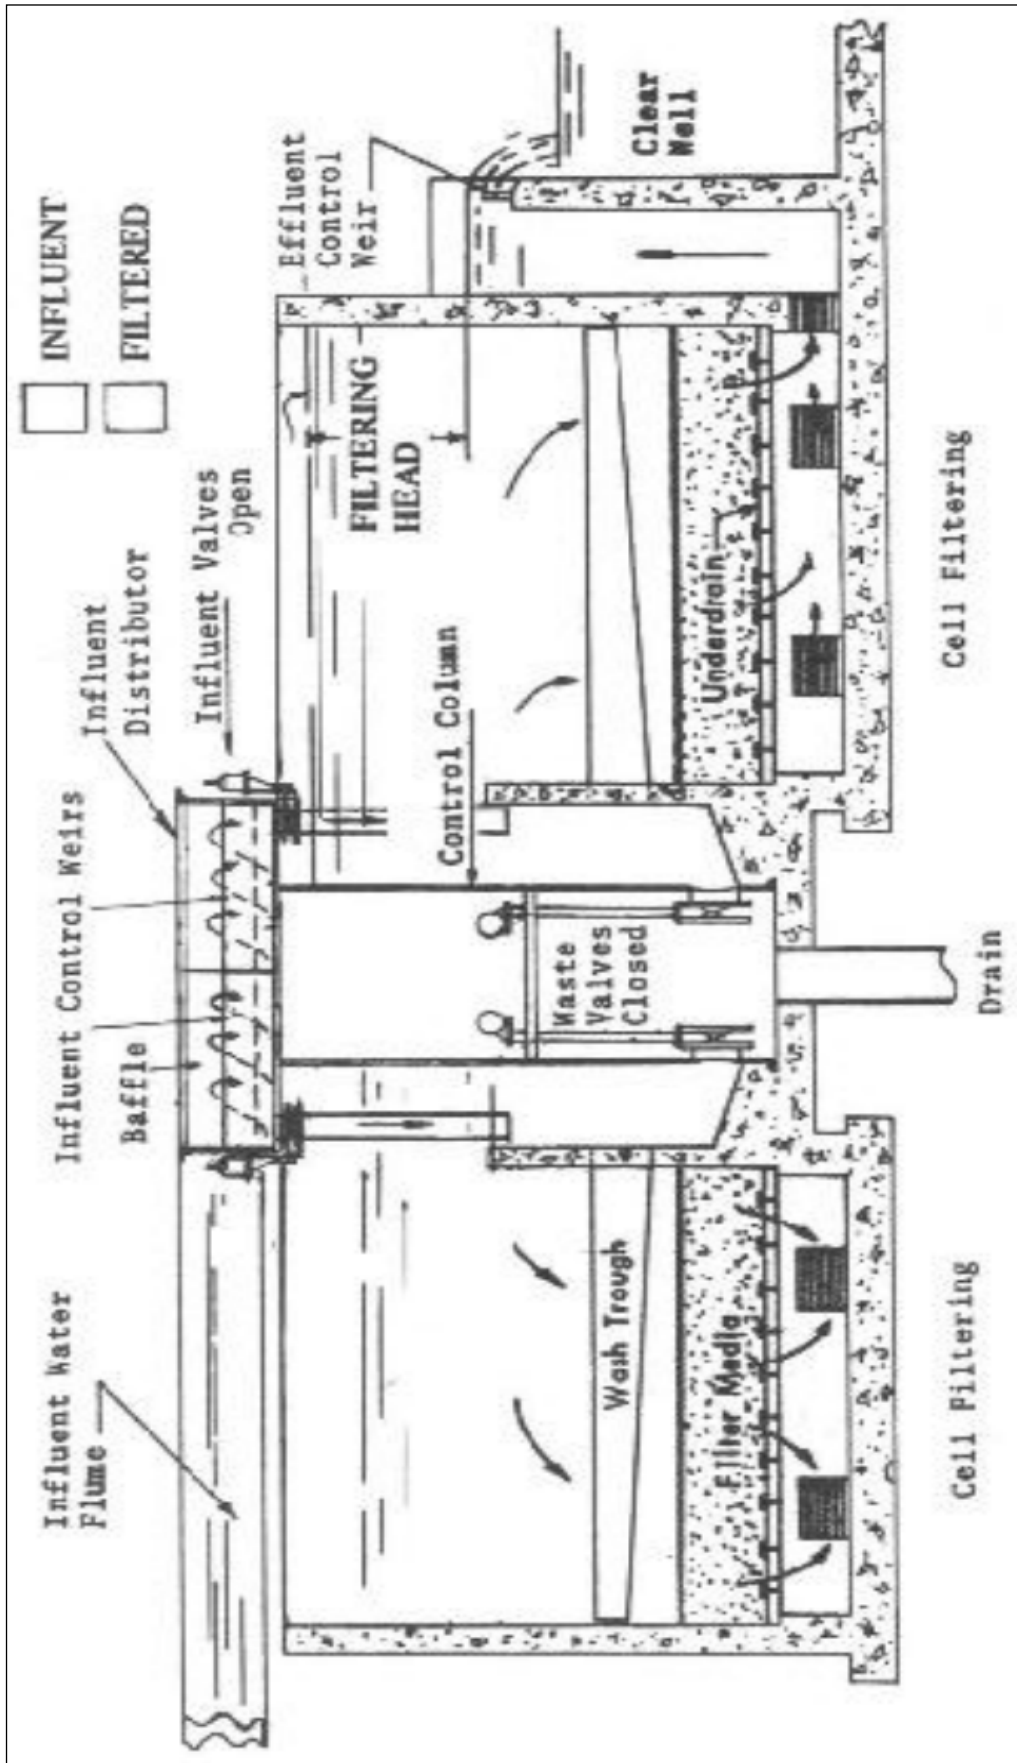 INFLUENT
FILTERED
Influent
Distributor
Influent Control Weirs
Baffle
Influent Water
Flume
Influent Valves
Open
Effluent
Control
Weir
FILTERING
HEAD
Control Column
Clear
Well
Waste
Valves
Closed
Wash Trough
Filter Media
Underdrain
Cell Filtering
Drain
Cell Filtering